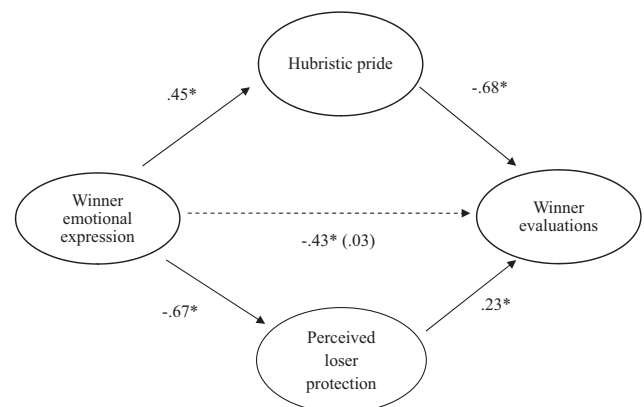 Hubristic pride
.45*
-.68*
Winner
emotional
expression
Winner
evaluations
-.43* (.03)
-.67*
.23*
Perceived
loser
protection